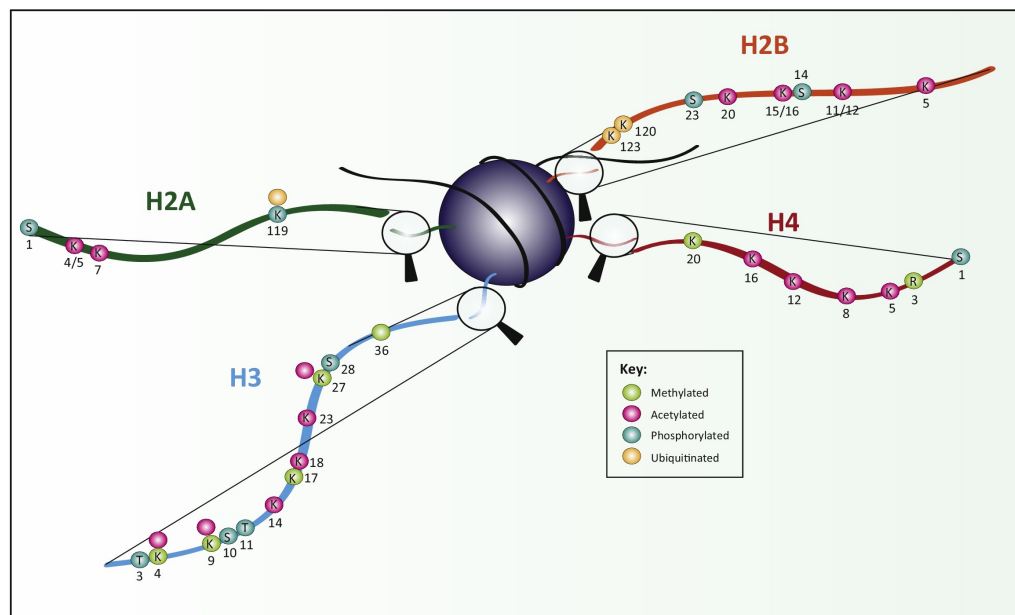 H2B
14
S
K
K
S
K
K
23
20
15/16
11/12
5
K
120
K
123
H2A
S
1
K
4/5
K
7
K
119
H4
K
20
K
16
K
12
K
8
K
5
R
3
S
1
H3
36
S
28
K
27
K
23
K
18
K
17
K
14
T
11
S
10
K
9
K
4
T
3
Key:
Methylated
Acetylated
Phosphorylated
Ubiquitinated